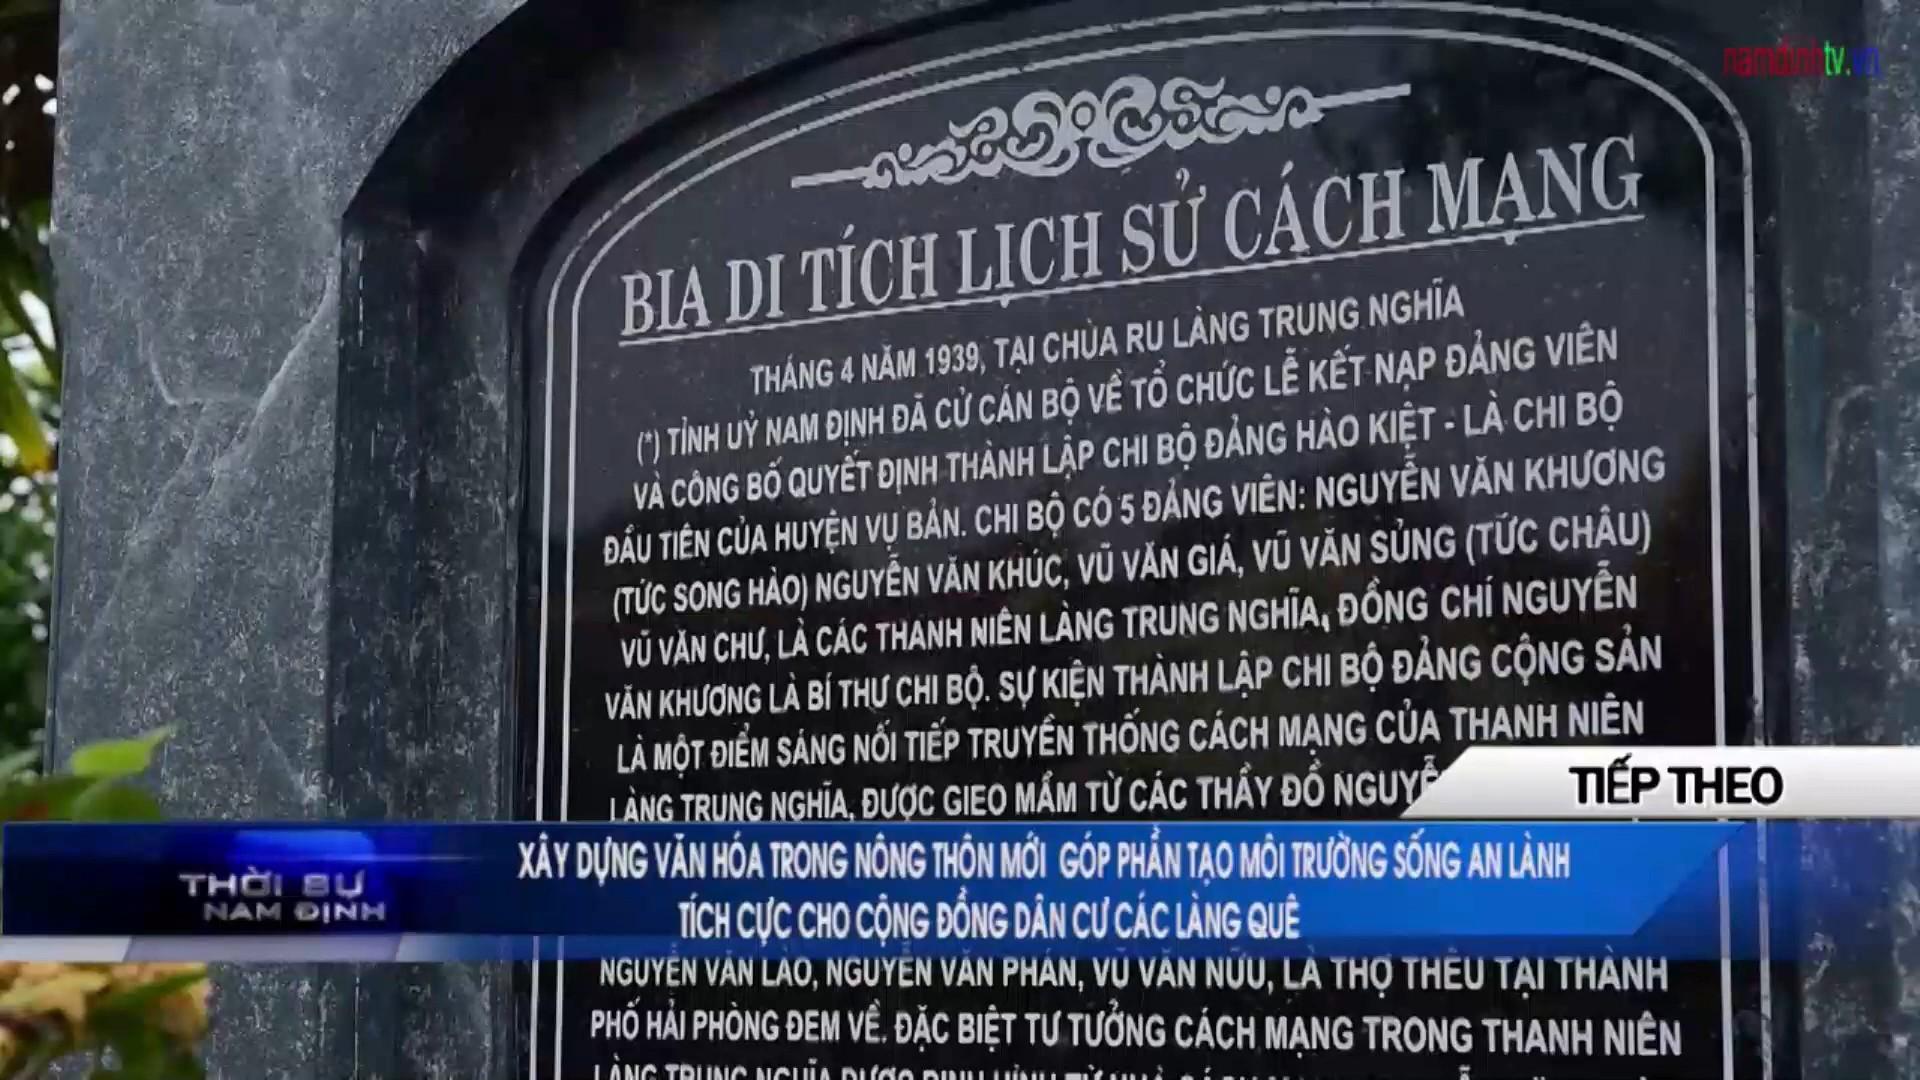 namdinhtv.vn
BIA DI TÍCH LỊCH SỬ CÁCH MẠNG
THÁNG 4 NĂM 1939, TẠI CHÙA RU LÀNG TRUNG NGHĨA
(*) TỈNH UỶ NAM ĐỊNH ĐÃ CỬ CÁN BỘ VỀ TỔ CHỨC LỄ KẾT NẠP ĐẢNG VIÊN
VÀ CÔNG BỐ QUYẾT ĐỊNH THÀNH LẬP CHI BỘ ĐẢNG HÀO KIỆT - LÀ CHI BỘ
ĐẦU TIÊN CỦA HUYỆN VỤ BẢN. CHI BỘ CÓ 5 ĐẢNG VIÊN: NGUYỄN VĂN KHƯƠNG
(TỨC SONG HÀO) NGUYỄN VĂN KHÚC, VŨ VĂN GIÁ, VŨ VĂN SỦNG (TỨC CHÂU)
VŨ VĂN CHƯ, LÀ CÁC THANH NIÊN LÀNG TRUNG NGHĨA, ĐỒNG CHÍ NGUYỄN
VĂN KHƯƠNG LÀ BÍ THƯ CHI BỘ. SỰ KIỆN THÀNH LẬP CHI BỘ ĐẢNG CỘNG SẢN
LÀ MỘT ĐIỂM SÁNG NỐI TIẾP TRUYỀN THỐNG CÁCH MẠNG CỦA THANH NIÊN
LÀNG TRUNG NGHĨA, ĐƯỢC GIEO MẦM TỪ CÁC THẦY ĐỒ
TIẾP THEO
THỜI SỰ
NAM ĐỊNH
XÂY DỰNG VĂN HÓA TRONG NÔNG THÔN MỚI GÓP PHẦN TẠO MÔI TRƯỜNG SỐNG AN LÀNH
TÍCH CỰC CHO CỘNG ĐỒNG DÂN CƯ CÁC LÀNG QUÊ
NGUYỄN VĂN LÀO, NGUYỄN VĂN PHÁN, VŨ VĂN NỮU, LÀ THỢ THÊU TẠI THÀNH
PHỐ HẢI PHÒNG ĐEM VỀ. ĐẶC BIỆT TƯ TƯỞNG CÁCH MẠNG TRONG THANH NIÊN